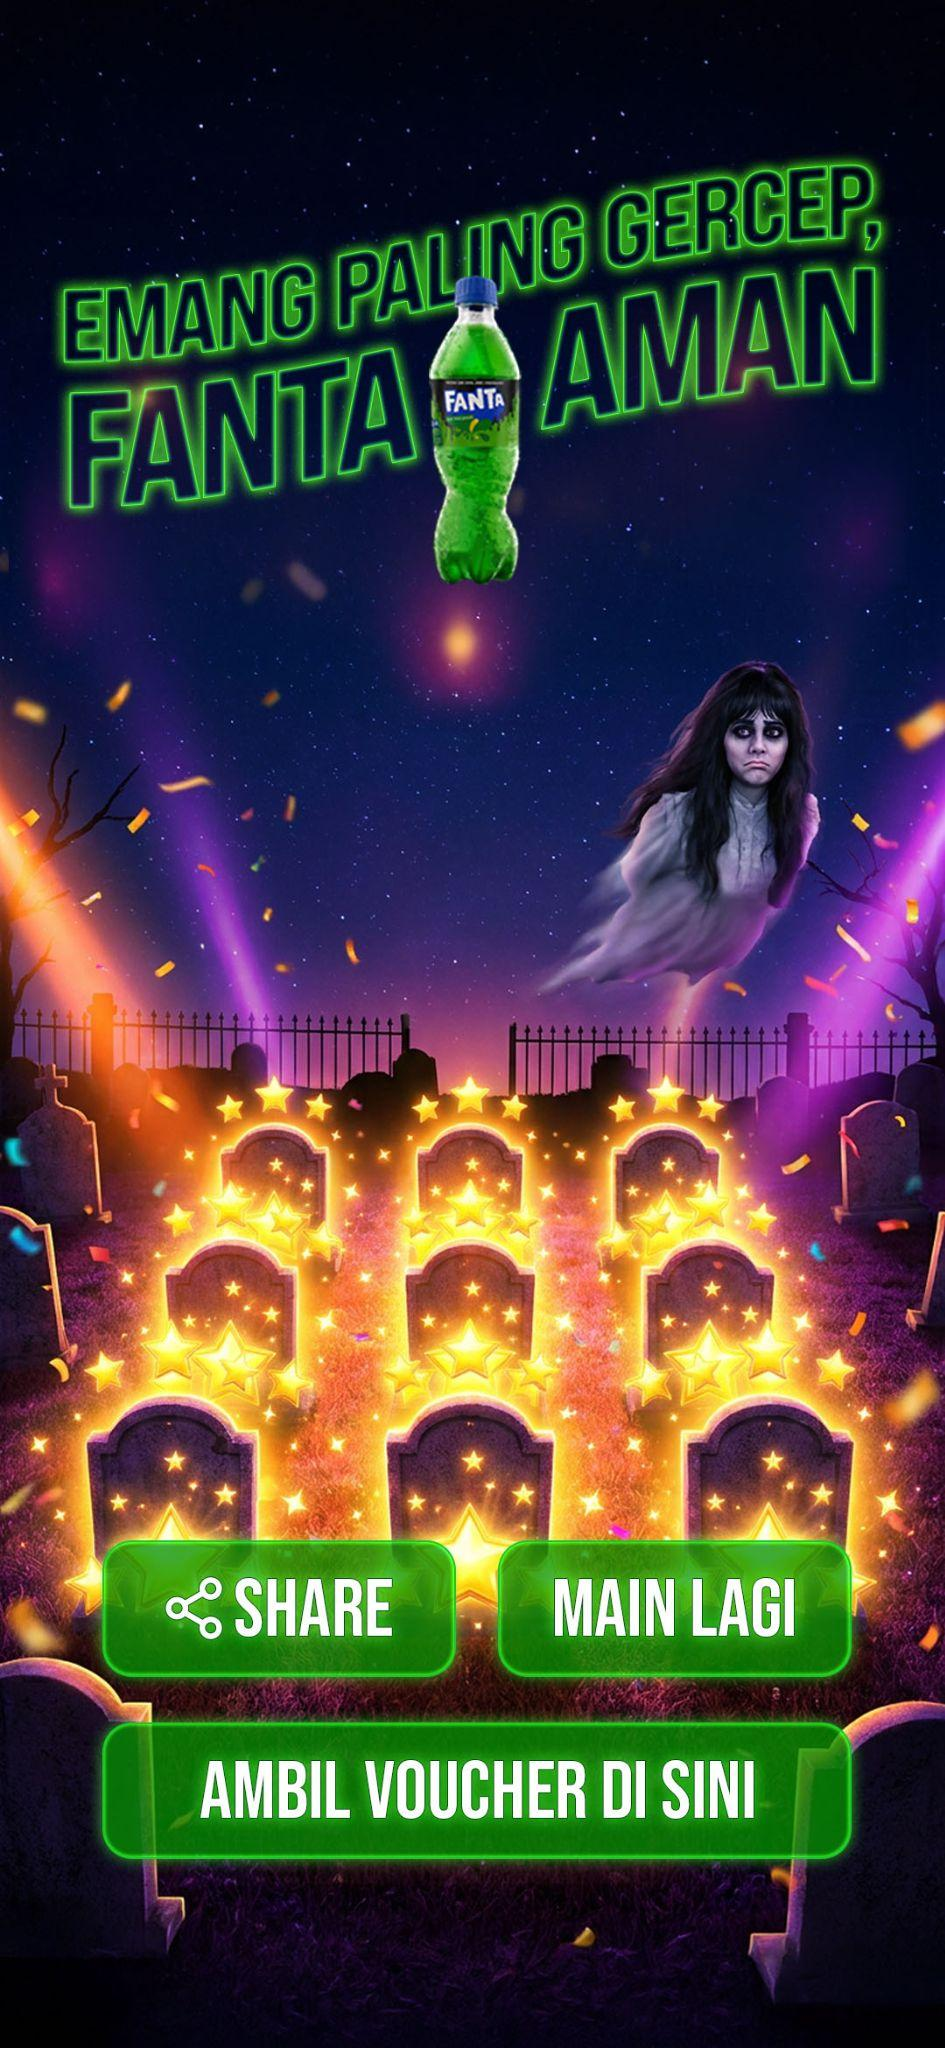 EMANG PALING GERCEP,
FANTA AMAN
FANTA
SHARE
MAIN LAGI
AMBIL VOUCHER DI SINI